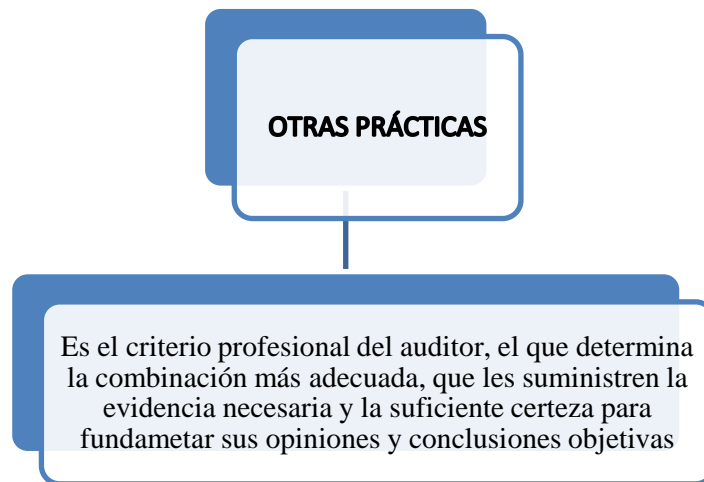 OTRAS PRÁCTICAS
Es el criterio profesional del auditor, el que determina
la combinación más adecuada, que les suministren la
evidencia necesaria y la suficiente certeza para
fundametar sus opiniones y conclusiones objetivas